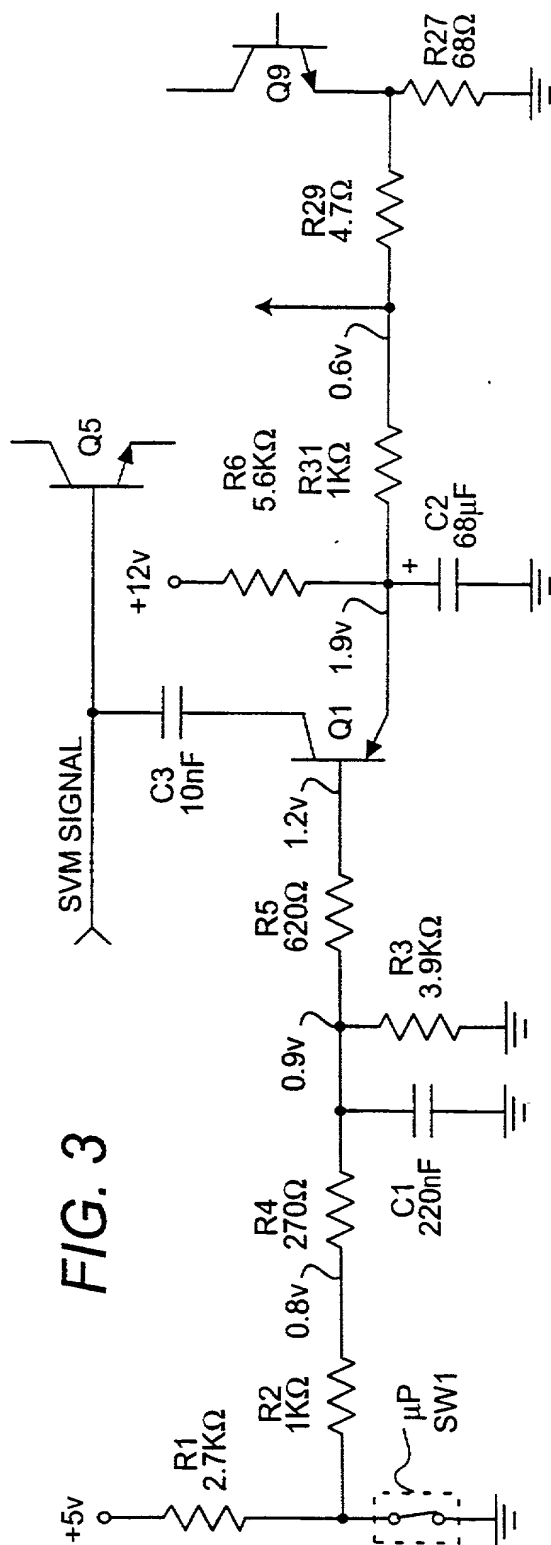 FIG. 3
+5v
R1
2.7KΩ
R2
1KΩ
µP
SW1
0.8v
R4
270Ω
C1
220nF
0.9v
R3
3.9KΩ
R5
620Ω
1.2v
SVM SIGNAL
C3
10nF
Q1
Q5
+12v
R6
5.6KΩ
1.9v
+
C2
68µF
R31
1KΩ
0.6v
R29
4.7Ω
Q9
R27
68Ω